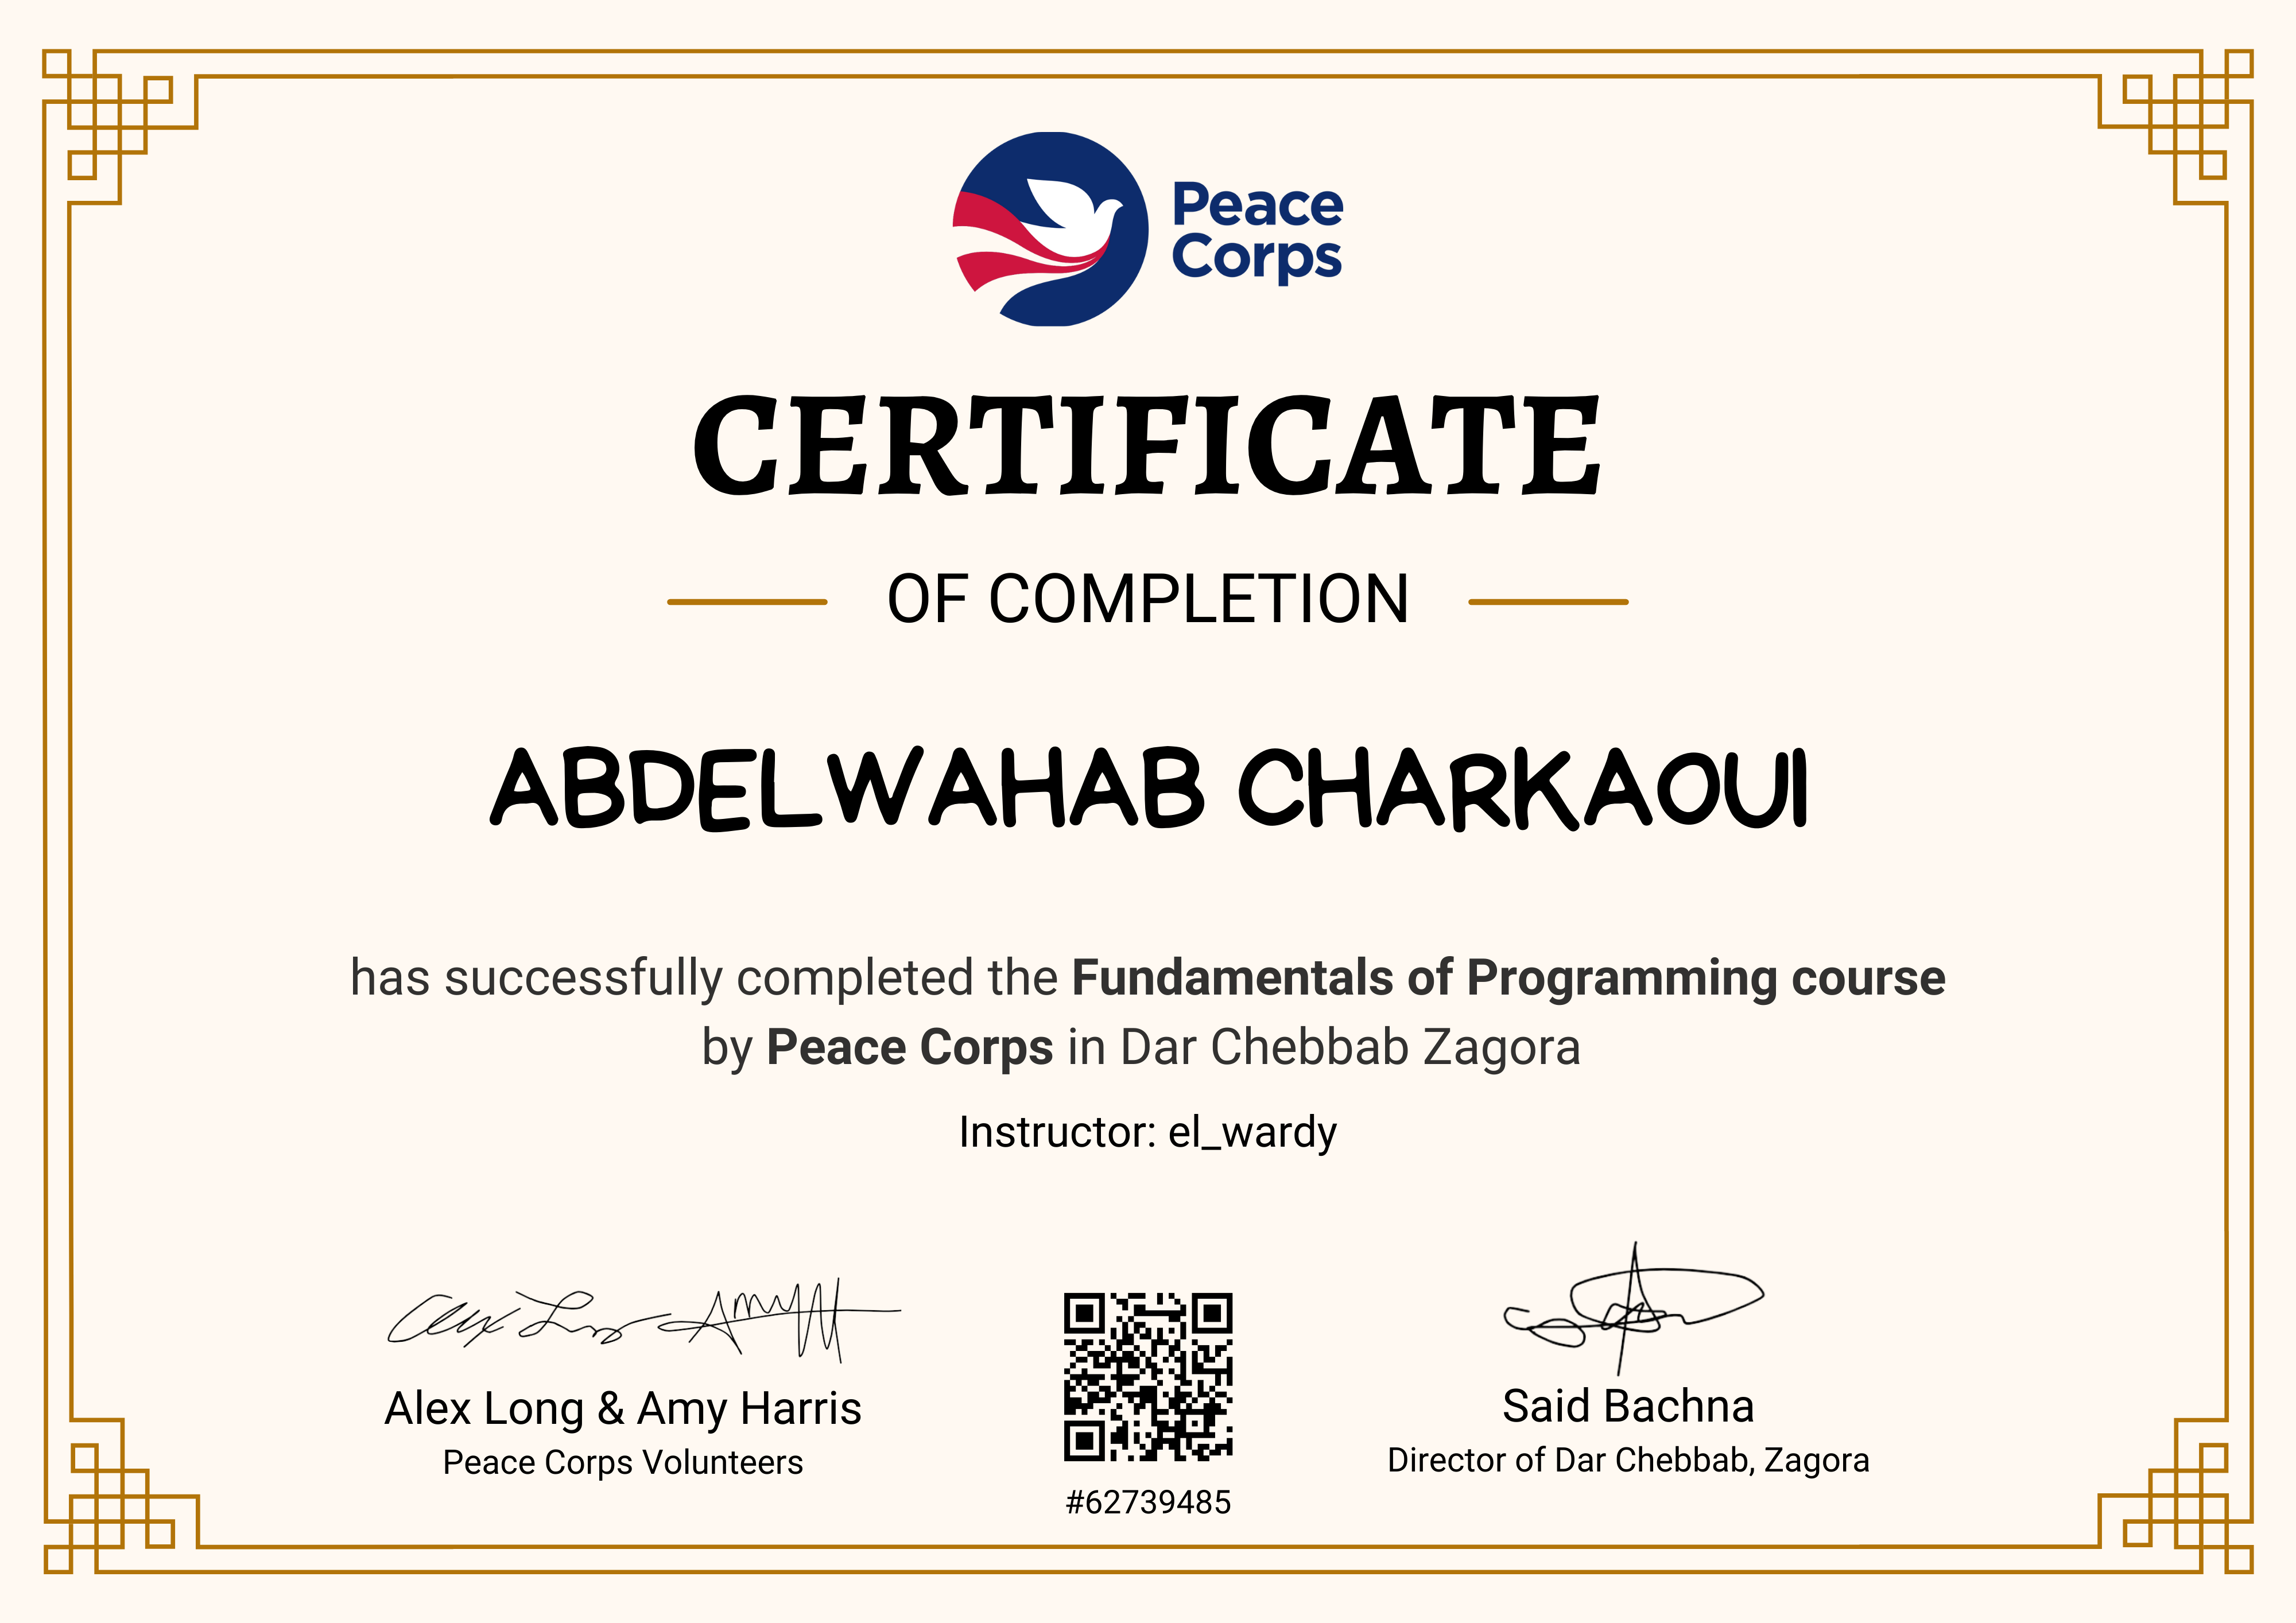 Peace
Corps
CERTIFICATE
OF COMPLETION
ABDELWAHAB CHARKAOUI
has successfully completed the Fundamentals of Programming course
by Peace Corps in Dar Chebbab Zagora
Instructor: el_wardy
Alex Long & Amy Harris
Peace Corps Volunteers
#62739485
Said Bachna
Director of Dar Chebbab, Zagora